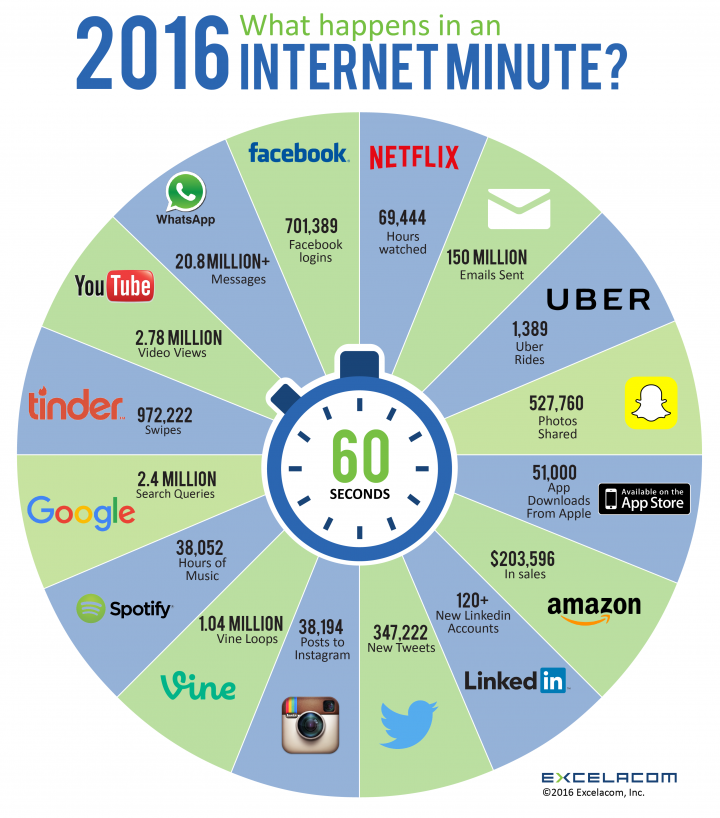 What happens in an
2016 INTERNET MINUTE?
facebook.
701,389
Facebook
logins
NETFLIX
69,444
Hours
watched
150 MILLION
Emails Sent
UBER
1,389
Uber
Rides
527,760
Photos
Shared
51,000
App
Downloads
From Apple
Available on the
App Store
$203,596
In sales
amazon
120+
New Linkedin
Accounts
Linked in
347,222
New Tweets
38,194
Posts to
Instagram
1.04 MILLION
Vine Loops
Vine
38,052
Hours of
Music
Spotify
2.4 MILLION
Search Queries
Google
tinder
972,222
Swipes
YouTube
2.78 MILLION
Video Views
WhatsApp
20.8 MILLION+
Messages
60
SECONDS
EXCELACOM
©2016 Excelacom, Inc.